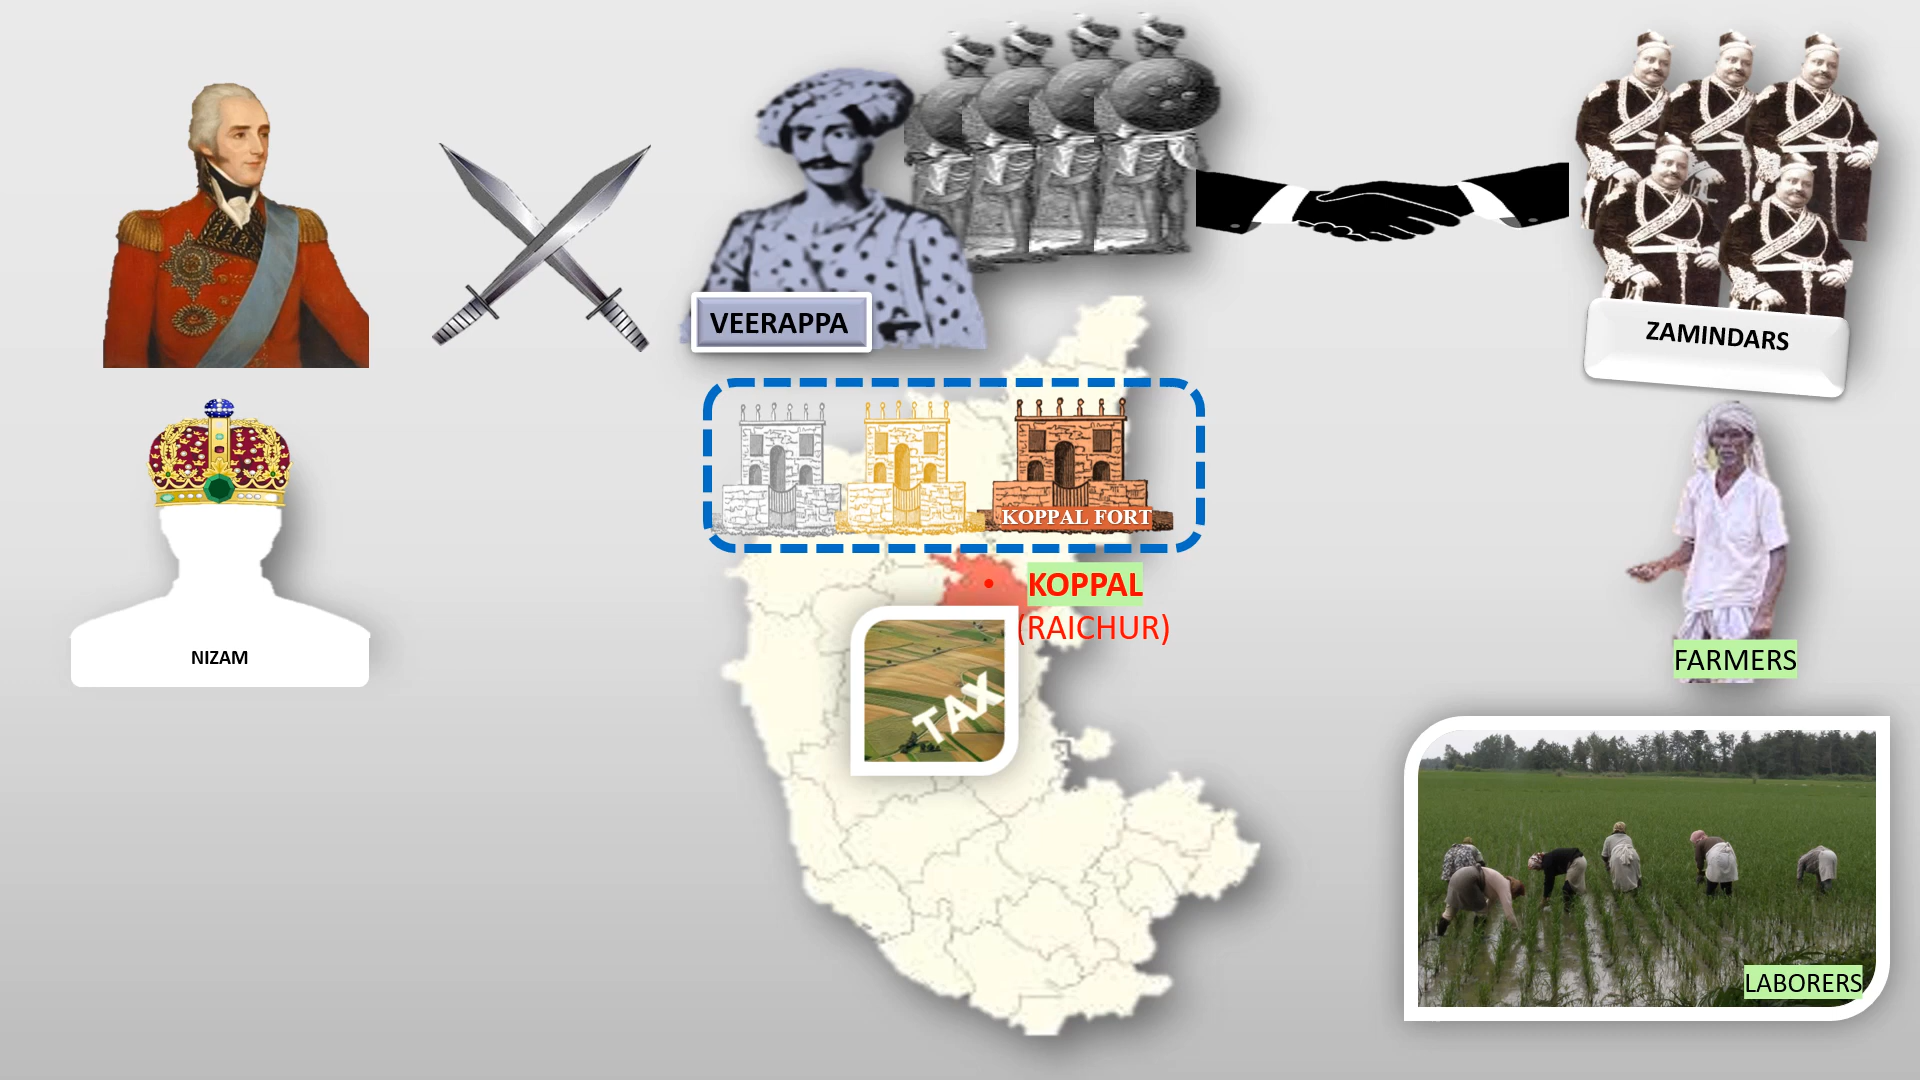 VEERAPPA
ZAMINDARS
KOPPAL FORT
• KOPPAL
(RAICHUR)
NIZAM
FARMERS
TAX
LABORERS